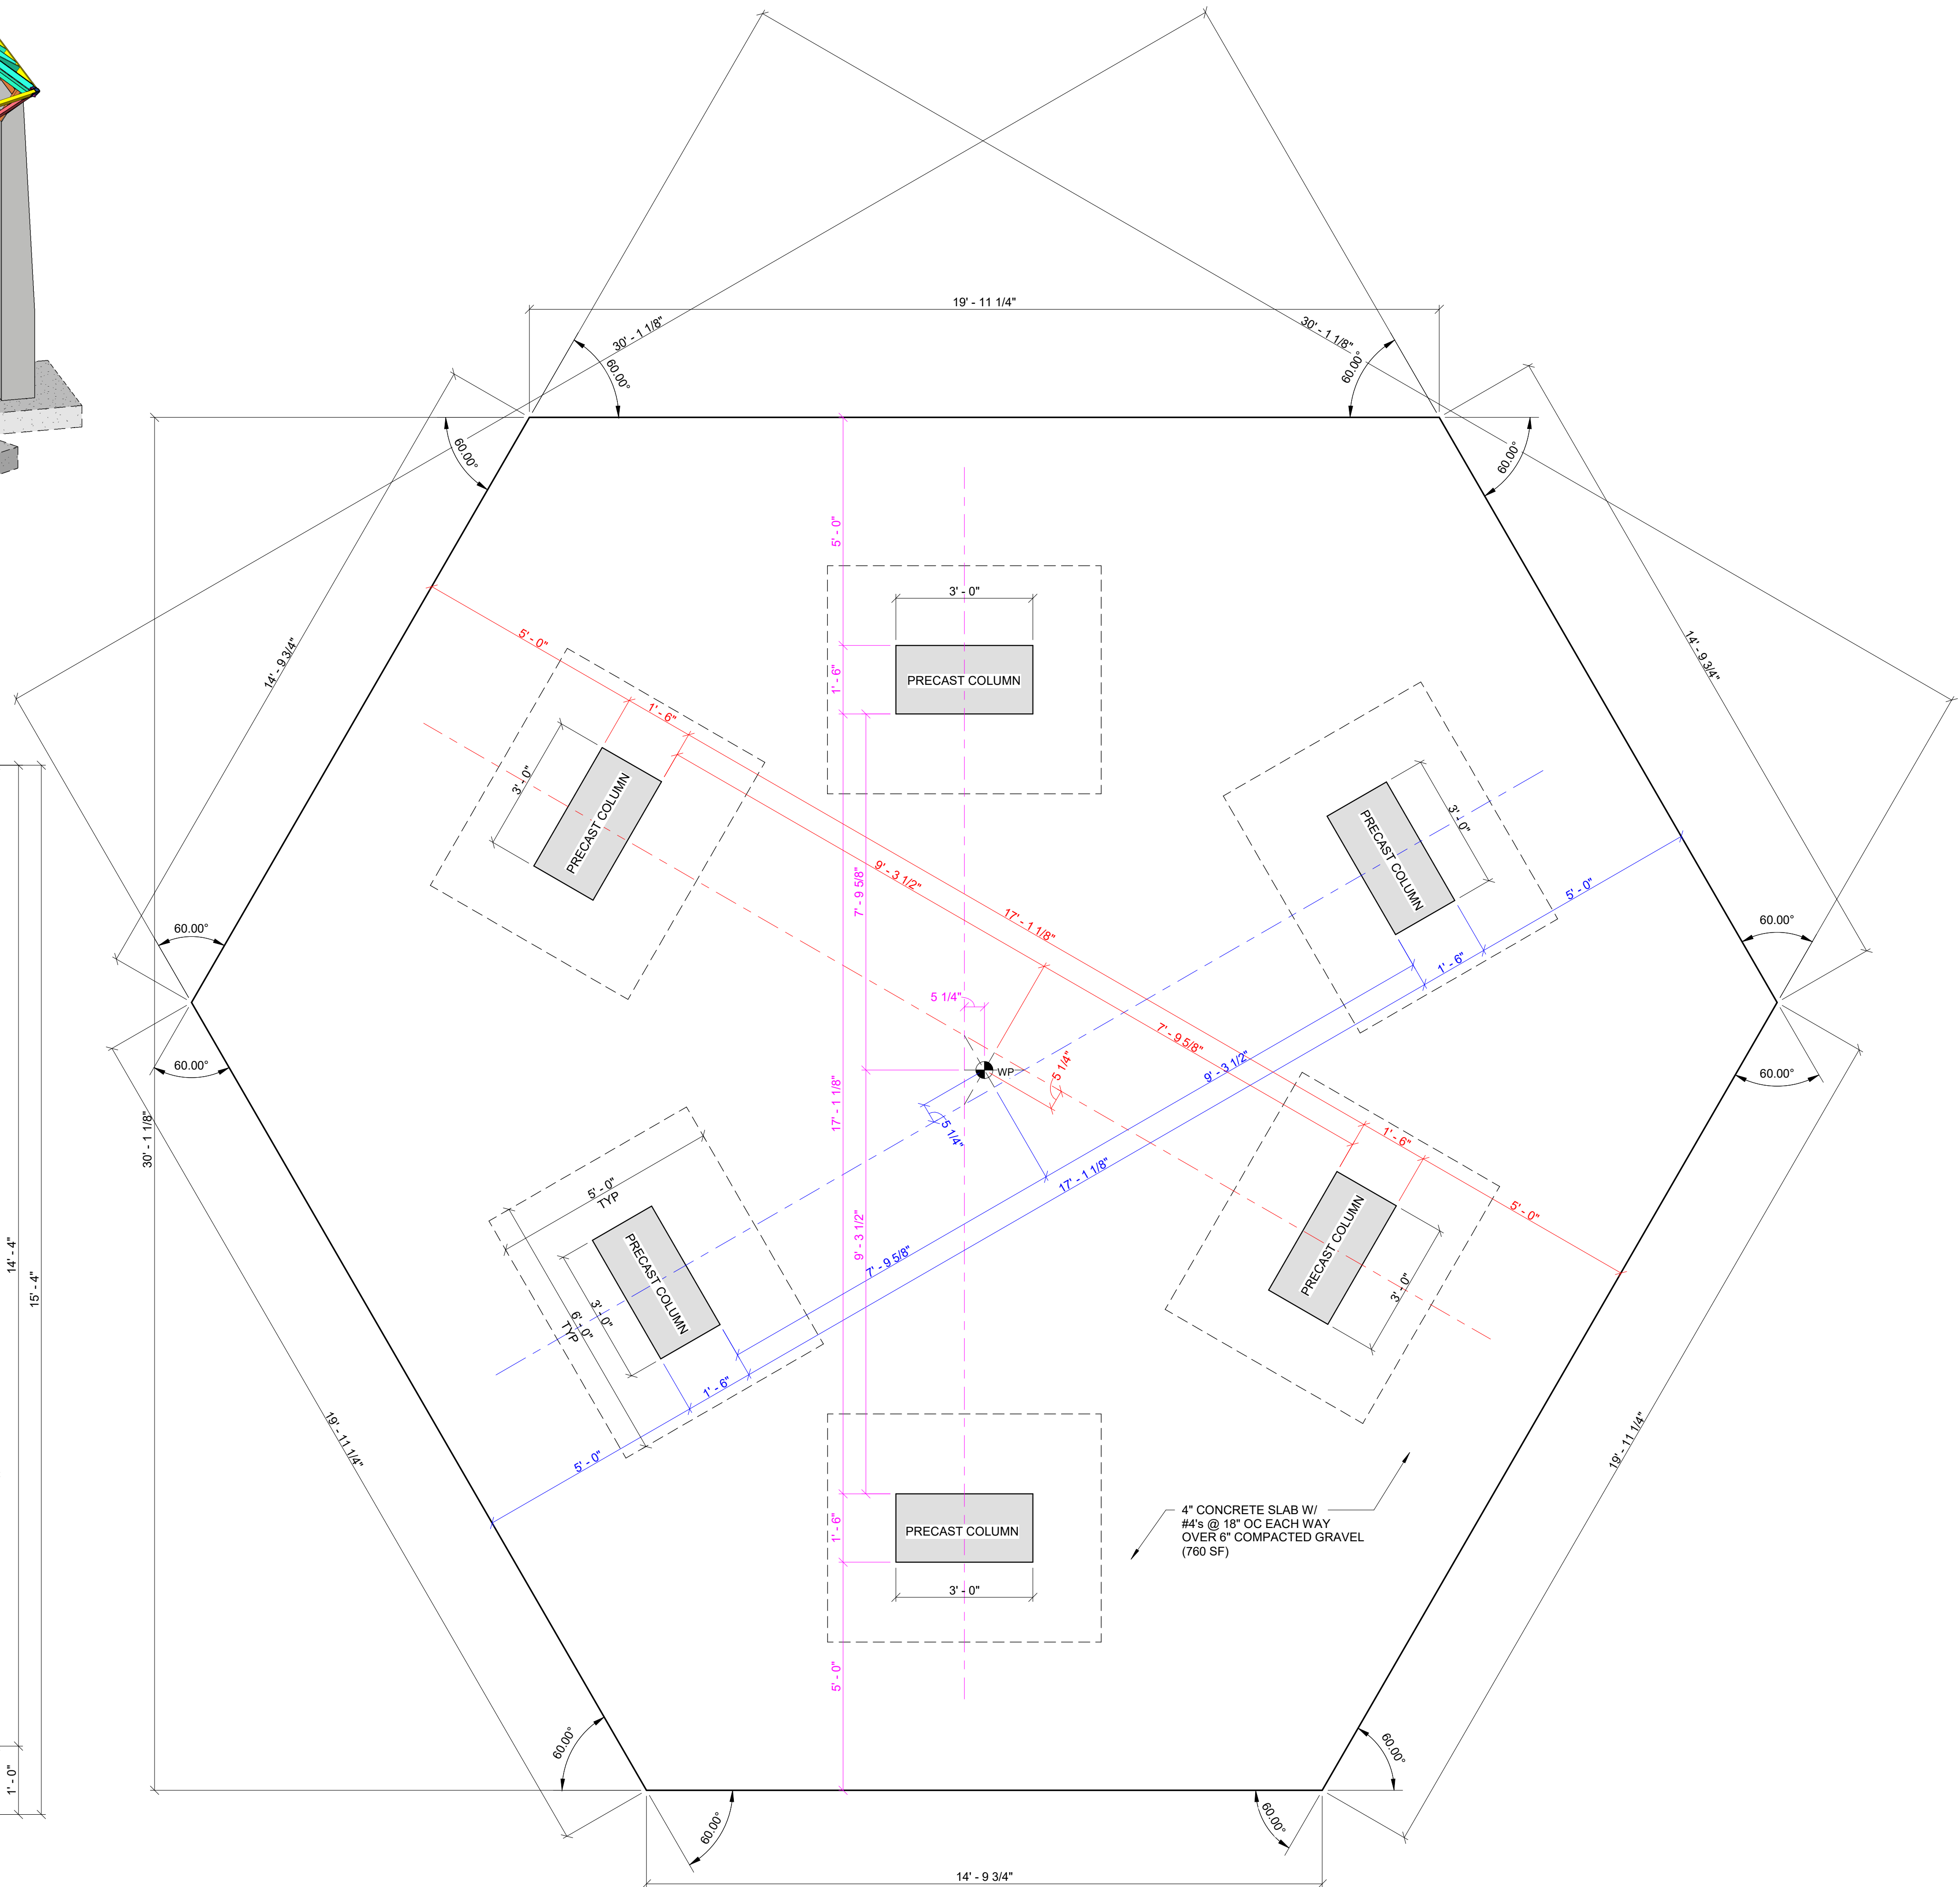 19' - 11 1/4"
30' - 1 1/8"
30' - 1 1/8"
60.00°
60.00°
60.00°
60.00°
5' - 0"
3' - 0"
1' - 6"
PRECAST COLUMN
14' - 9 3/4"
14' - 9 3/4"
5' - 0"
1' - 6"
3' - 0"
PRECAST COLUMN
3' - 0"
PRECAST COLUMN
5' - 0"
1' - 6"
9' - 3 1/2"
7' - 9 5/8"
17' - 1 1/8"
60.00°
60.00°
60.00°
60.00°
5 1/4"
7' - 9 5/8"
WP
5 1/4"
5 1/4"
9' - 3 1/2"
17' - 1 1/8"
30' - 1 1/8"
17' - 1 1/8"
7' - 9 5/8"
9' - 3 1/2"
1' - 6"
5' - 0"
PRECAST COLUMN
3' - 0"
5' - 0"
TYP
6' - 0"
TYP
3' - 0"
PRECAST COLUMN
1' - 6"
5' - 0"
14' - 4"
15' - 4"
1' - 0"
19' - 11 1/4"
19' - 11 1/4"
1' - 6"
PRECAST COLUMN
3' - 0"
5' - 0"
4" CONCRETE SLAB W/
#4's @ 18" OC EACH WAY
OVER 6" COMPACTED GRAVEL
(760 SF)
60.00°
60.00°
60.00°
60.00°
14' - 9 3/4"